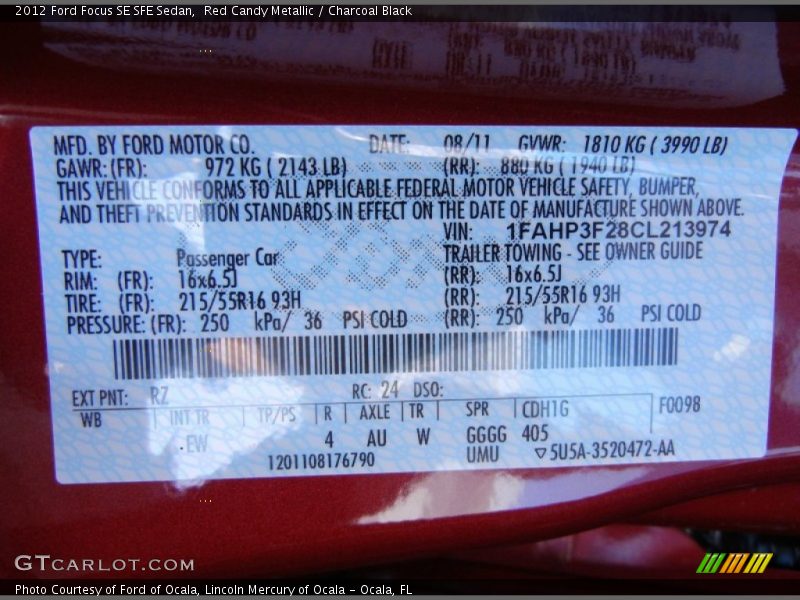 2012 Ford Focus SE SFE Sedan,  Red Candy Metallic / Charcoal Black
MFD. BY FORD MOTOR CO. DATE: 08/11 GVWR: 1810 KG ( 3990 LB)
GAWR: (FR): 972 KG ( 2143 LB) (RR): 880 KG ( 1940 LB)
THIS VEHICLE CONFORMS TO ALL APPLICABLE FEDERAL MOTOR VEHICLE SAFETY, BUMPER,
AND THEFT PREVENTION STANDARDS IN EFFECT ON THE DATE OF MANUFACTURE SHOWN ABOVE.
VIN: 1FAHP3F28CL213974
TYPE: Passenger Car TRAILER TOWING - SEE OWNER GUIDE
RIM: (FR): 16x6.5J (RR): 16x6.5J
TIRE: (FR): 215/55R16 93H (RR): 215/55R16 93H
PRESSURE: (FR): 250 kPa/ 36 PSI COLD (RR): 250 kPa/ 36 PSI COLD
EXT PNT: RZ RC: 24 DSO:
WB INT TR TP/PS R AXLE TR SPR CDH1G F0098
.EW 4 AU W GGGG 405
1201108176790 UMU ▽5U5A-3520472-AA
GTCARLOT.COM
Photo Courtesy of Ford of Ocala, Lincoln Mercury of Ocala – Ocala, FL